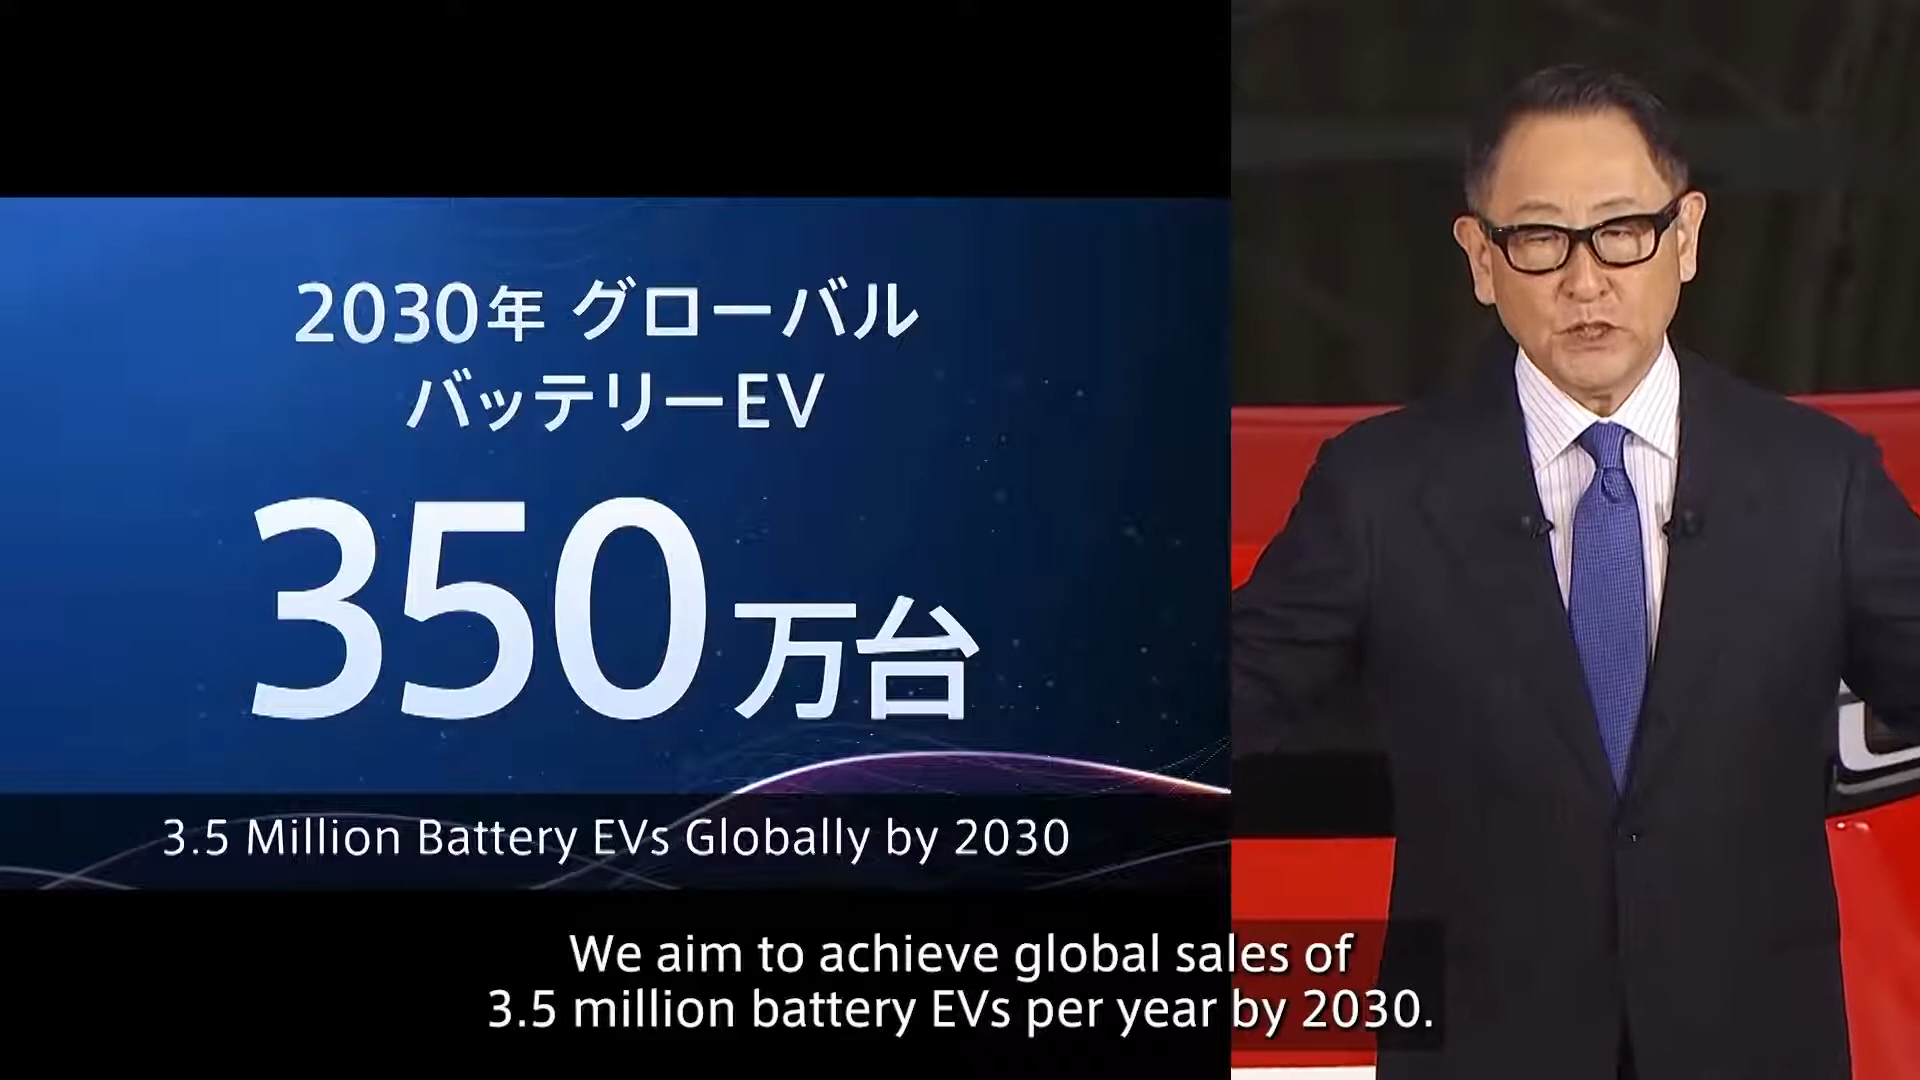 2030年 グローバル
バッテリーEV
350万台
3.5 Million Battery EVs Globally by 2030
We aim to achieve global sales of
3.5 million battery EVs per year by 2030.